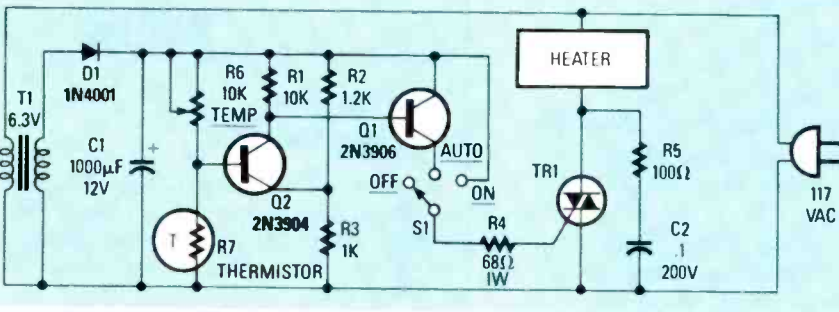 T1
6.3V
D1
1N4001
C1
1000µF
12V
+
R6
10K
TEMP
R1
10K
R2
1.2K
Q1
2N3906
Q2
2N3904
T
R7
THERMISTOR
R3
1K
AUTO
OFF
ON
S1
R4
68Ω
1W
HEATER
TR1
R5
100Ω
C2
.1
200V
117
VAC